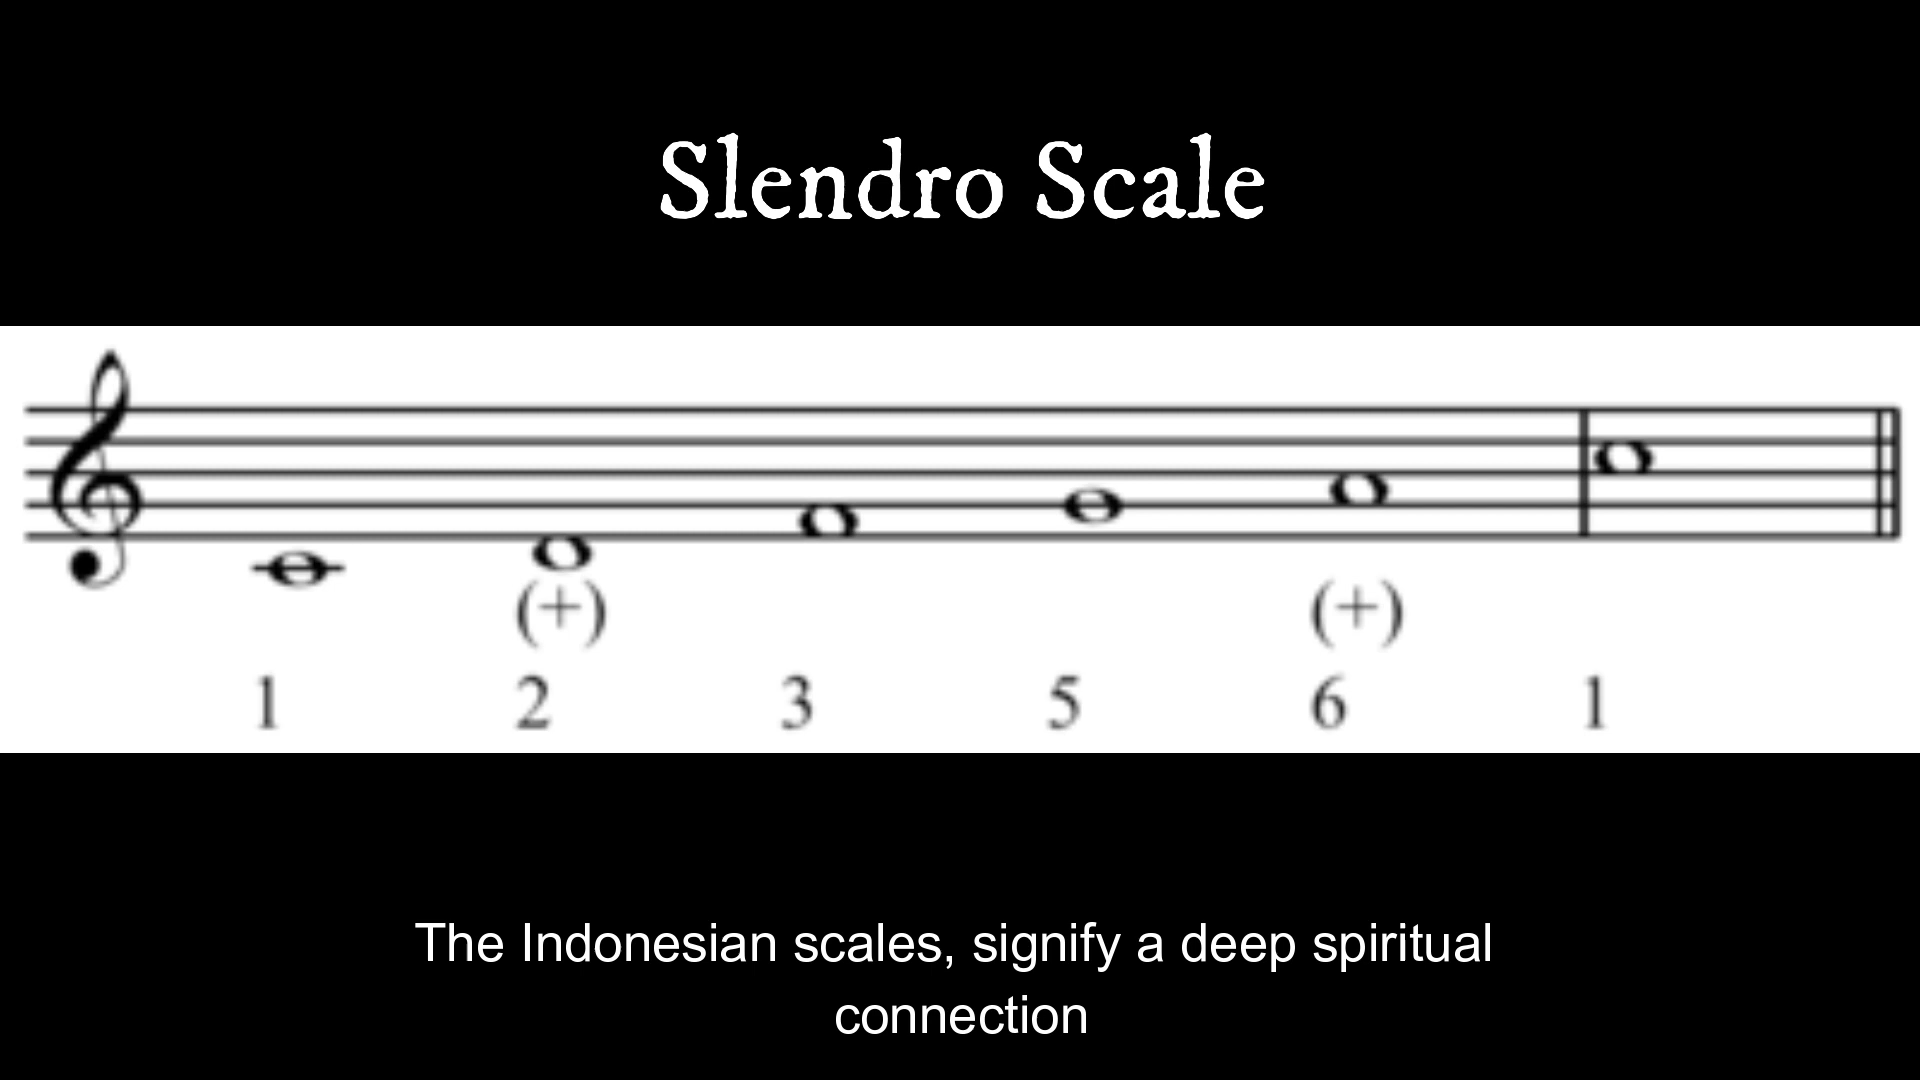 Slendro Scale
(+) (+)
1 2 3 5 6 1
The Indonesian scales, signify a deep spiritual
connection